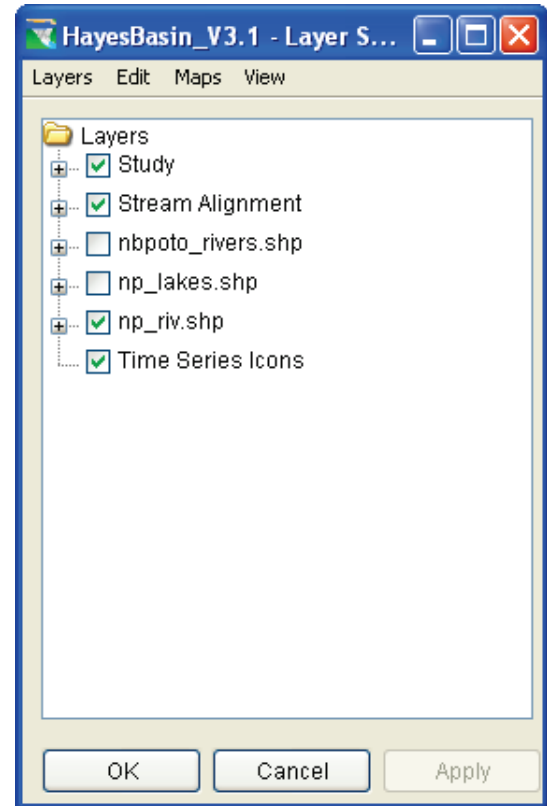 HayesBasin_V3.1 - Layer S...
Layers Edit Maps View
Layers
Study
Stream Alignment
nbpoto_rivers.shp
np_lakes.shp
np_riv.shp
Time Series Icons
OK Cancel Apply